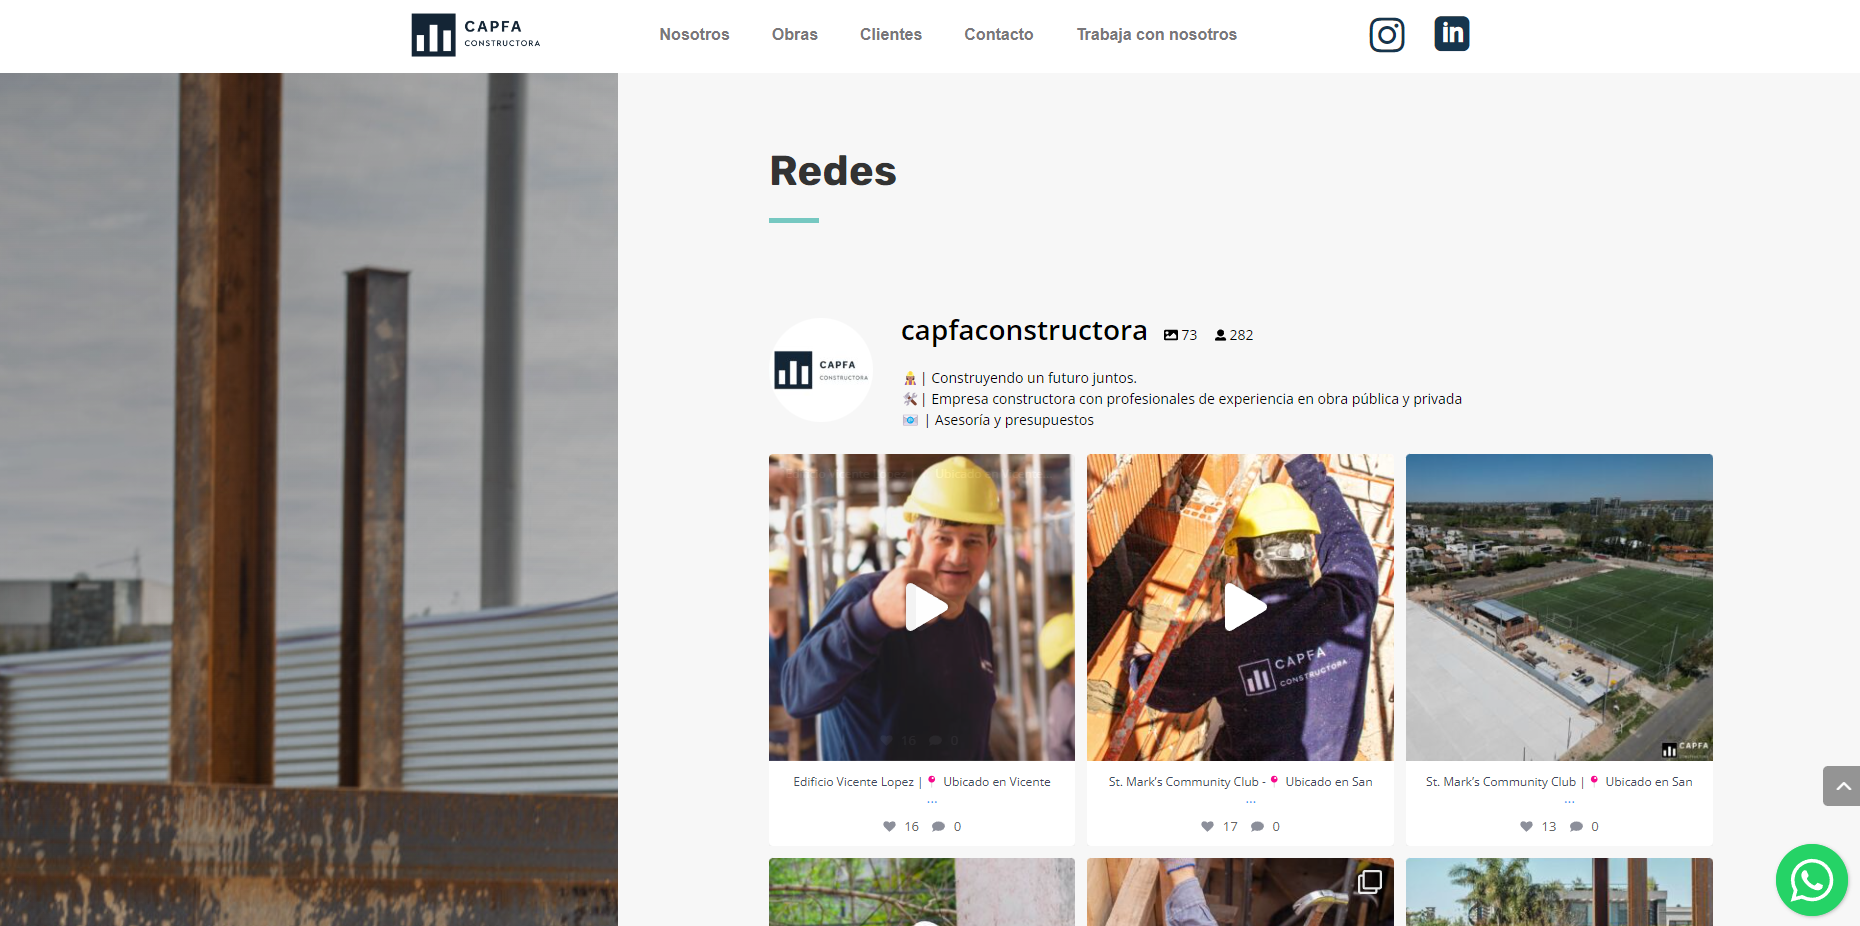 CAPFA
CONSTRUCTORA
Nosotros
Obras
Clientes
Contacto
Trabaja con nosotros
in
Redes
capfaconstructora 73 282
CAPFA
CONSTRUCTORA
👷 | Construyendo un futuro juntos.
🛠 | Empresa constructora con profesionales de experiencia en obra pública y privada
📧 | Asesoría y presupuestos
16 0
CAPFA
CONSTRUCTORA
CAPFA
Edificio Vicente Lopez |📍 Ubicado en Vicente
...
16 0
St. Mark's Community Club -📍 Ubicado en San
...
17 0
St. Mark's Community Club |📍 Ubicado en San
...
13 0